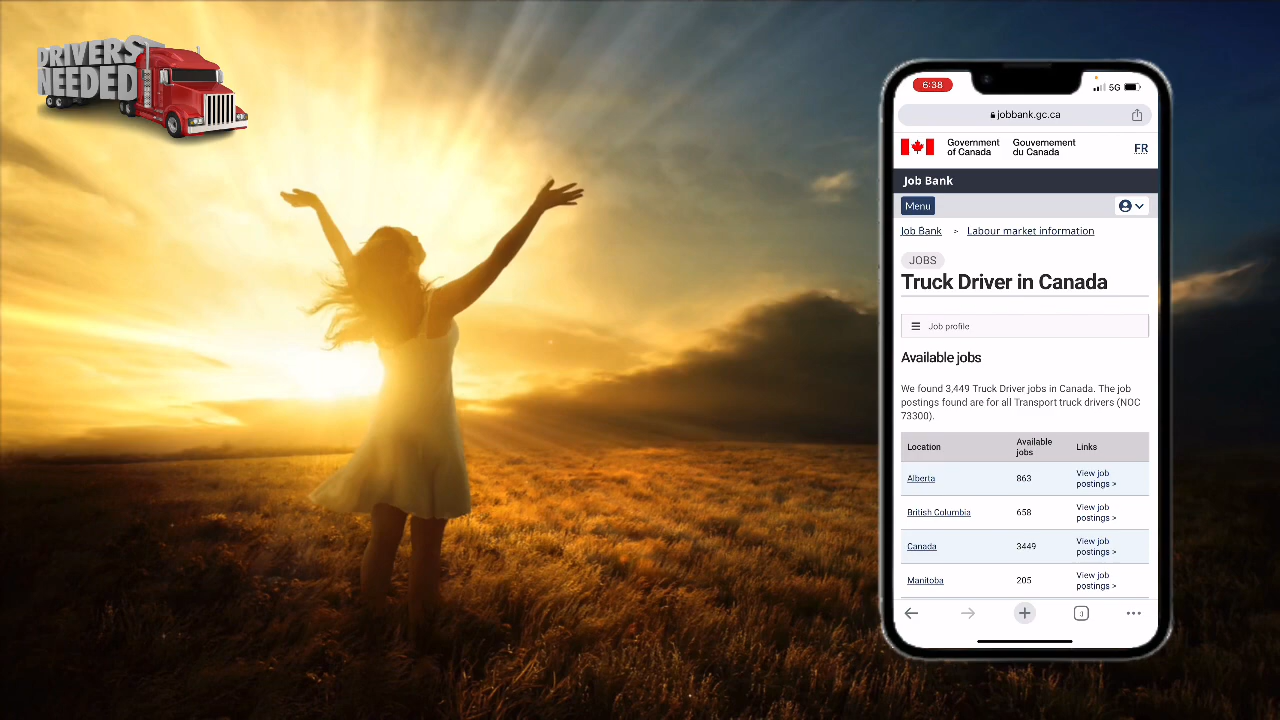 DRIVERS
NEEDED
6:38
5G
jobbank.gc.ca
Government
of Canada
Gouvernement
du Canada
FR
Job Bank
Menu
Job Bank > Labour market information
JOBS
Truck Driver in Canada
Job profile
Available jobs
We found 3,449 Truck Driver jobs in Canada. The job
postings found are for all Transport truck drivers (NOC
73300).
Location Available jobs Links
Alberta 863 View job postings >
British Columbia 658 View job postings >
Canada 3449 View job postings >
Manitoba 205 View job postings >
3